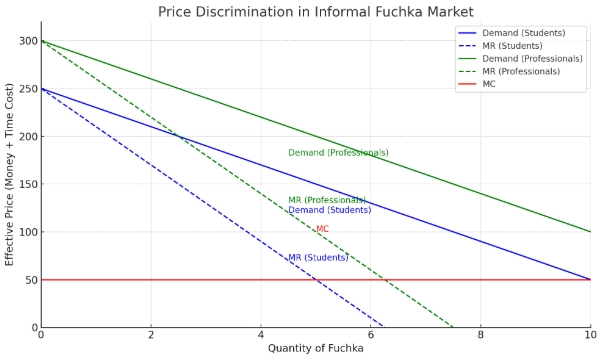 Price Discrimination in Informal Fuchka Market
Demand (Students)
MR (Students)
Demand (Professionals)
MR (Professionals)
MC
Effective Price (Money + Time Cost)
300
250
200
150
100
50
0
Demand (Professionals)
MR (Professionals)
Demand (Students)
MC
MR (Students)
0 2 4 6 8 10
Quantity of Fuchka